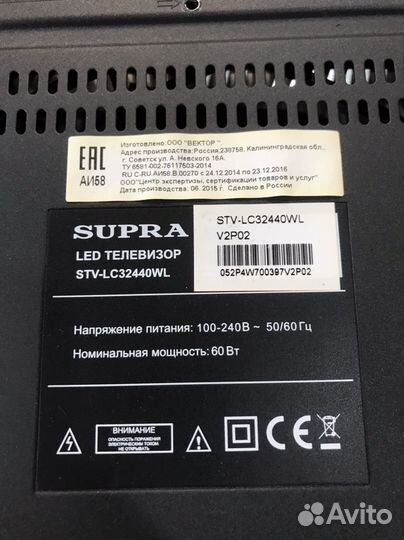 Изготовлено:ООО "ВЕКТОР".
Адрес производства:Россия,238758. Калининградская обл.,
г. Советск ул. А. Невского 16А.
ТУ 6581-002-76117503-2014
RU C-RU.АИ58.В.00270 с 24.12.2014 по 23.12.2016
ООО"Центр экспертизы, сертификации товаров и услуг"
Дата производства: 06. 2015 г. Сделано в России
ЕАС
АИ58
SUPRA
LED ТЕЛЕВИЗОР
STV-LC32440WL
STV-LC32440WL
V2P02
052P4W700397V2P02
Напряжение питания: 100-240В ~ 50/60 Гц
Номинальная мощность: 60 Вт
ВНИМАНИЕ
ОПАСНОСТЬ ПОРАЖЕНИЯ
ЭЛЕКТРИЧЕСКИМ ТОКОМ
НЕ ОТКРЫВАТЬ
CE
Avito